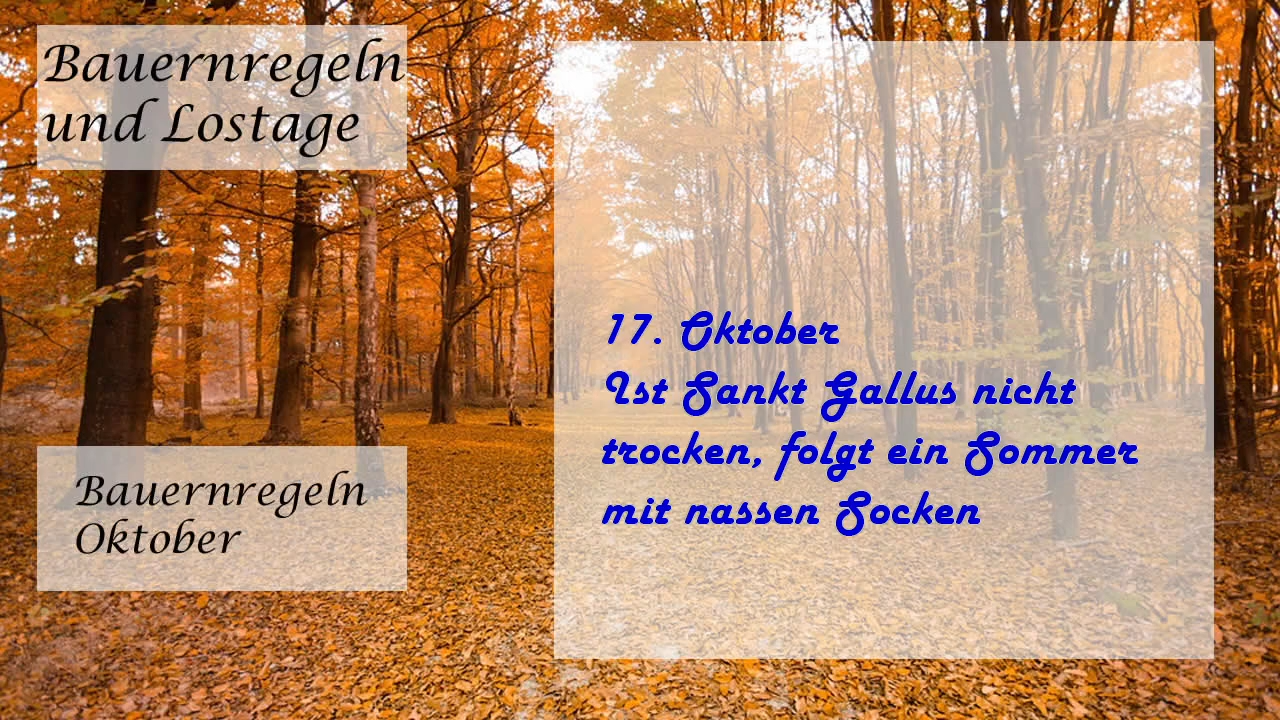 Bauernregeln
und Lostage
Bauernregeln
Oktober
17. Oktober
Ist Sankt Gallus nicht
trocken, folgt ein Sommer
mit nassen Socken